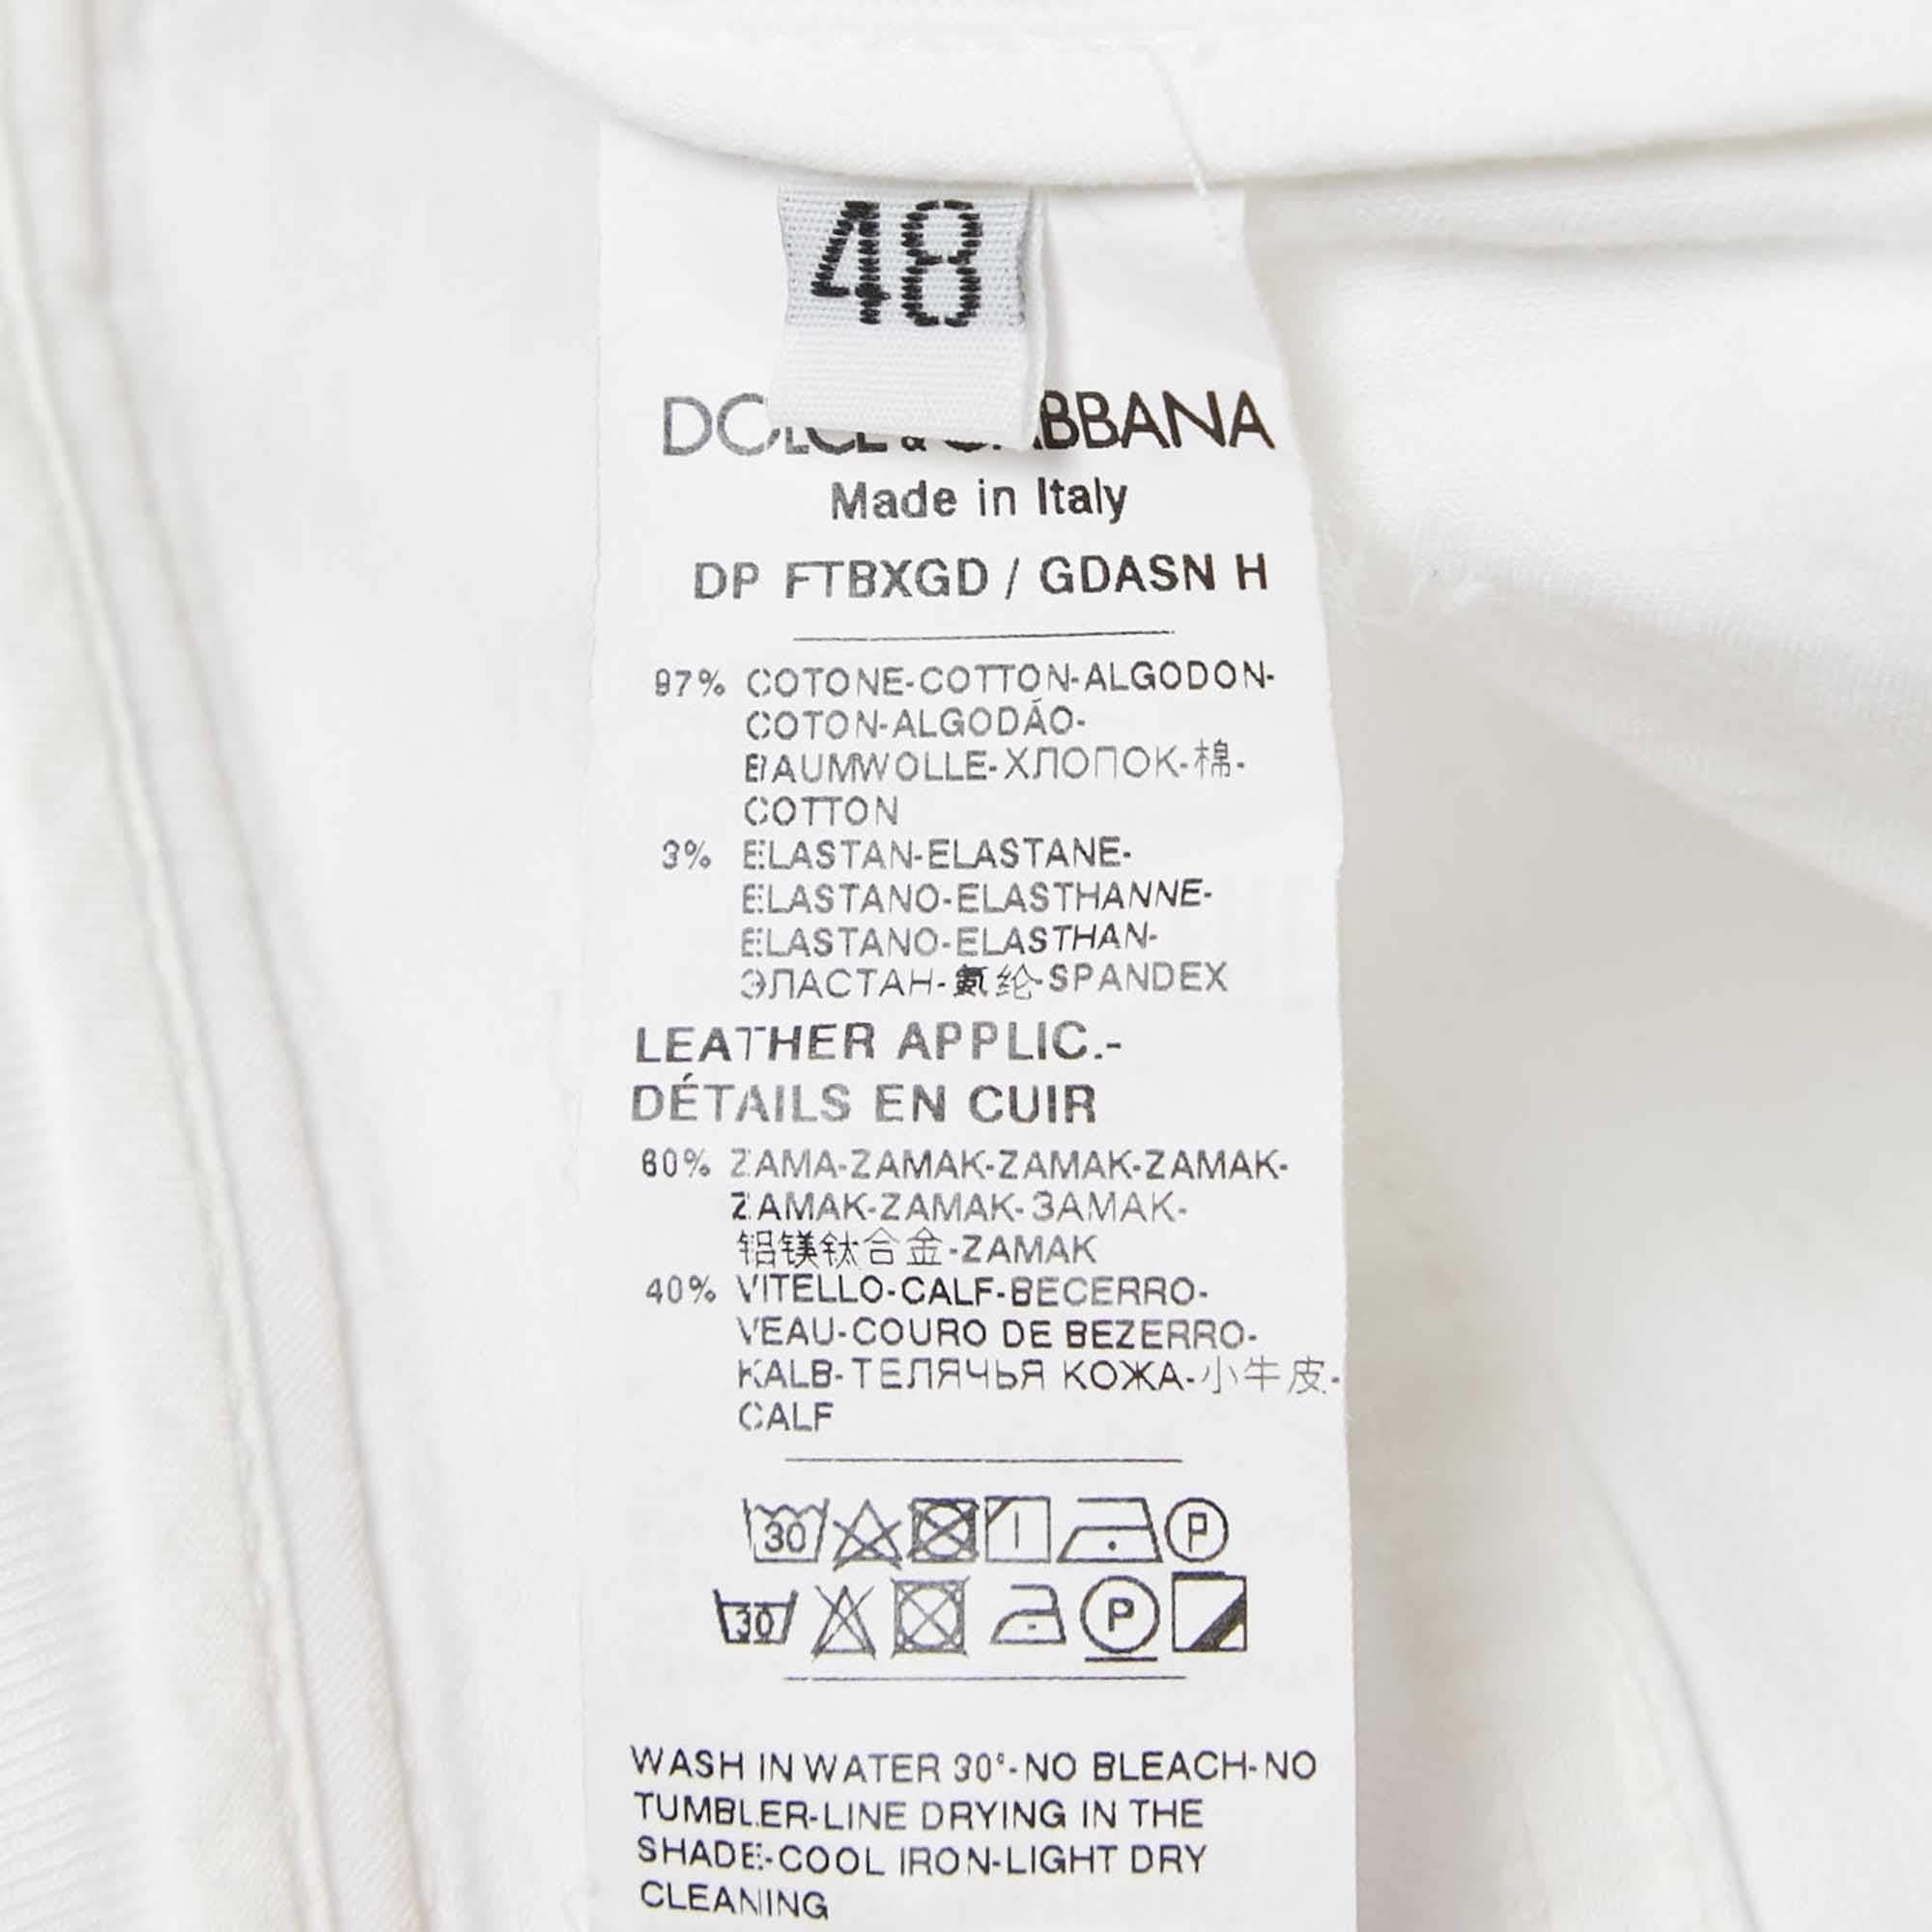 48
DOLCE & GABBANA
Made in Italy
DP FTBXGD / GDASN H
97% COTONE-COTTON-ALGODON-
COTON-ALGODÃO-
BAUMWOLLE-ХЛОПОК-棉-
COTTON
3% ELASTAN-ELASTANE-
ELASTANO-ELASTHANNE-
ELASTANO-ELASTHAN-
ЭЛАСТАН-氨纶-SPANDEX
LEATHER APPLIC.-
DÉTAILS EN CUIR
60% ZAMA-ZAMAK-ZAMAK-ZAMAK-
ZAMAK-ZAMAK-ЗАМАК-
铝镁钛合金-ZAMAK
40% VITELLO-CALF-BECERRO-
VEAU-COURO DE BEZERRO-
KALB-ТЕЛЯЧЬЯ КОЖА-小牛皮-
CALF
30 P
30 P
WASH IN WATER 30°-NO BLEACH-NO
TUMBLER-LINE DRYING IN THE
SHADE-COOL IRON-LIGHT DRY
CLEANING